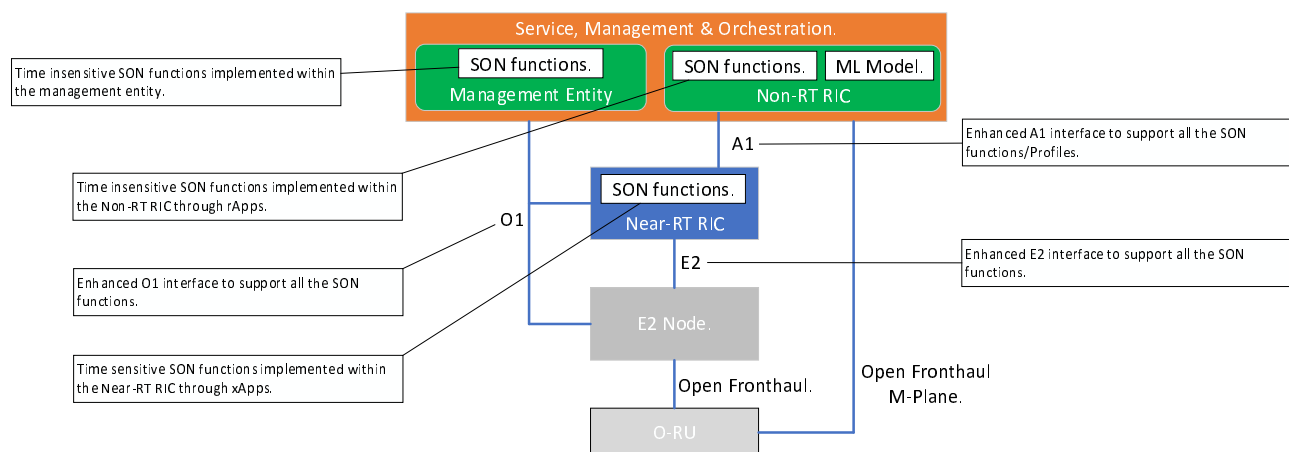 Service, Management & Orchestration.
SON functions.
Management Entity
SON functions.
ML Model.
Non-RT RIC
Time insensitive SON functions implemented within
the management entity.
A1
Enhanced A1 interface to support all the SON
functions/Profiles.
Time insensitive SON functions implemented within
the Non-RT RIC through rApps.
SON functions.
Near-RT RIC
O1
E2
Enhanced E2 interface to support all the SON
functions.
Enhanced O1 interface to support all the SON
functions.
E2 Node.
Time sensitive SON functions implemented within
the Near-RT RIC through xApps.
Open Fronthaul.
Open Fronthaul
M-Plane.
O-RU